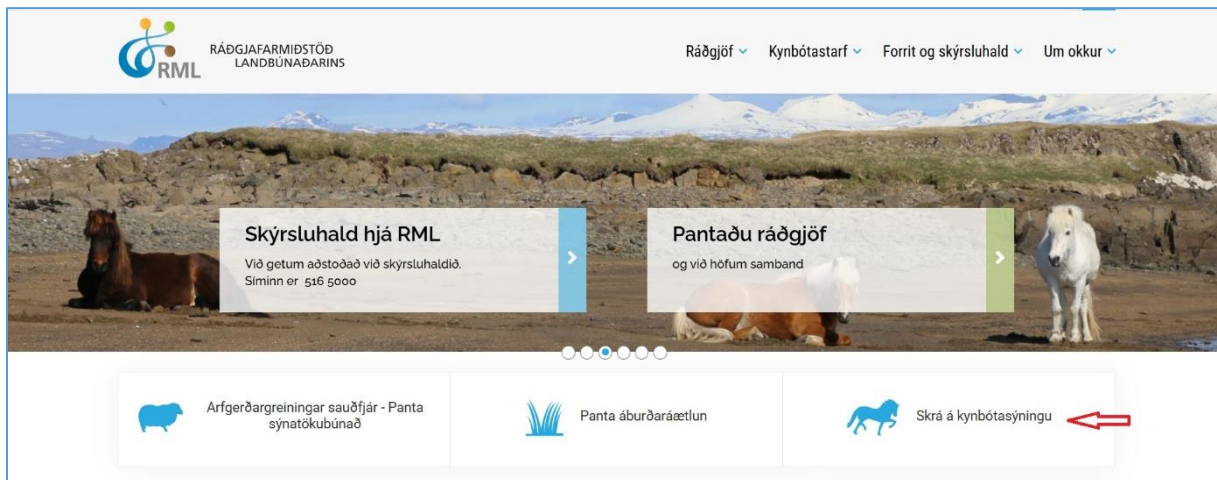 RML
RÁÐGJAFARMIÐSTÖÐ
LANDBÚNAÐARINS
Ráðgjöf
Kynbótastarf
Forrit og skýrsluhald
Um okkur
Skýrsluhald hjá RML
Við getum aðstoðað við skýrsluhaldið.
Síminn er 516 5000
Pantaðu ráðgjöf
og við höfum samband
Arfgerðargreiningar sauðfjár - Panta
sýnatökubúnað
Panta áburðaráætlun
Skrá á kynbótasýningu